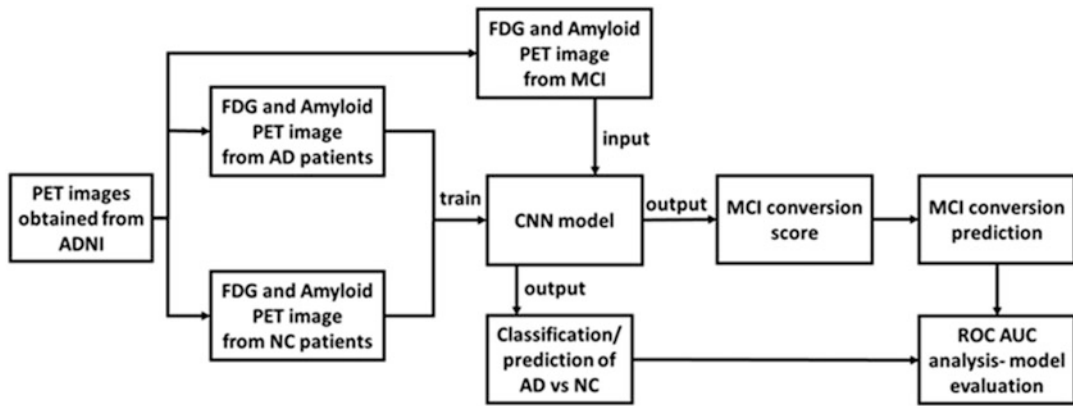 FDG and Amyloid
PET image
from MCI
FDG and Amyloid
PET image
from AD patients
input
train
PET images
obtained from
ADNI
CNN model
output
MCI conversion
score
MCI conversion
prediction
FDG and Amyloid
PET image
from NC patients
output
Classification/
prediction of
AD vs NC
ROC AUC
analysis- model
evaluation